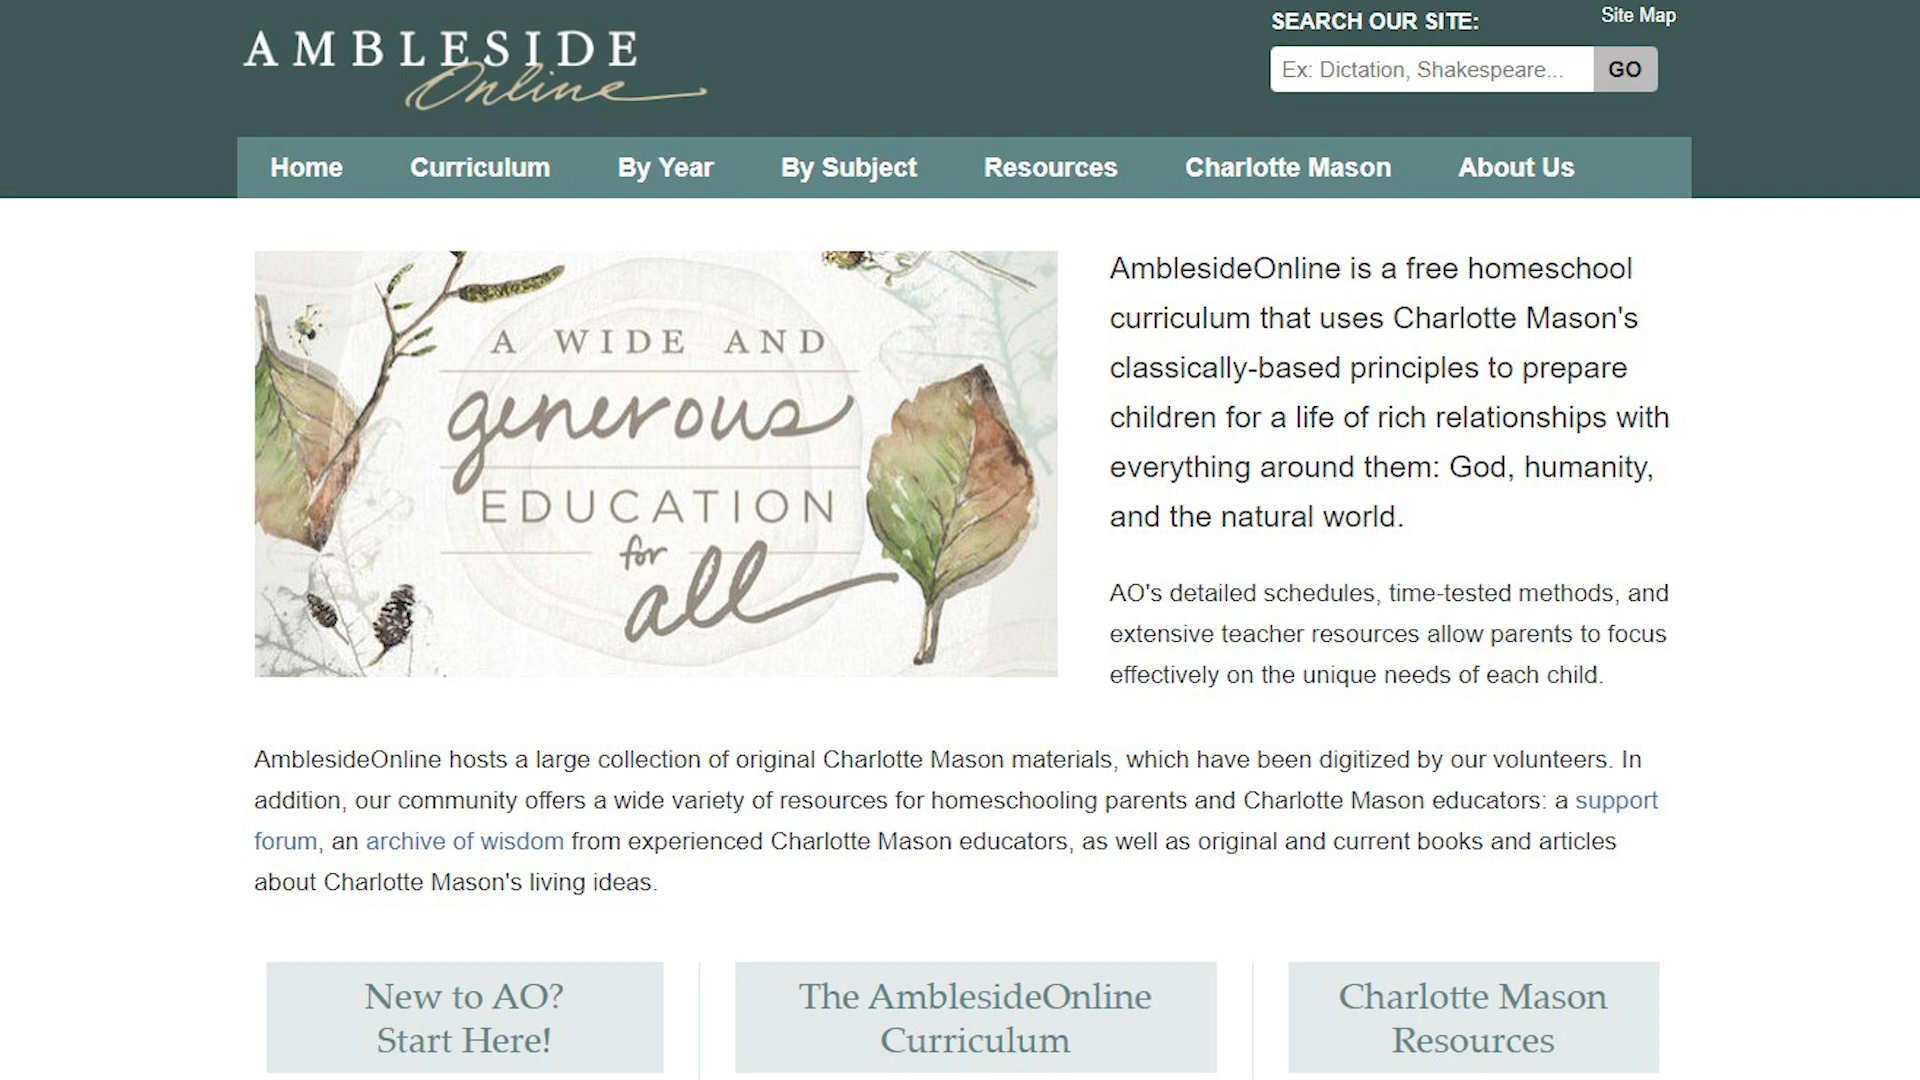 AMBLESIDE
Online
SEARCH OUR SITE:
Site Map
Ex: Dictation, Shakespeare...
GO
Home
Curriculum
By Year
By Subject
Resources
Charlotte Mason
About Us
A WIDE AND
generous
EDUCATION
for
all
AmblesideOnline is a free homeschool
curriculum that uses Charlotte Mason's
classically-based principles to prepare
children for a life of rich relationships with
everything around them: God, humanity,
and the natural world.
AO's detailed schedules, time-tested methods, and
extensive teacher resources allow parents to focus
effectively on the unique needs of each child.
AmblesideOnline hosts a large collection of original Charlotte Mason materials, which have been digitized by our volunteers. In
addition, our community offers a wide variety of resources for homeschooling parents and Charlotte Mason educators: a support
forum, an archive of wisdom from experienced Charlotte Mason educators, as well as original and current books and articles
about Charlotte Mason's living ideas.
New to AO?
Start Here!
The AmblesideOnline
Curriculum
Charlotte Mason
Resources